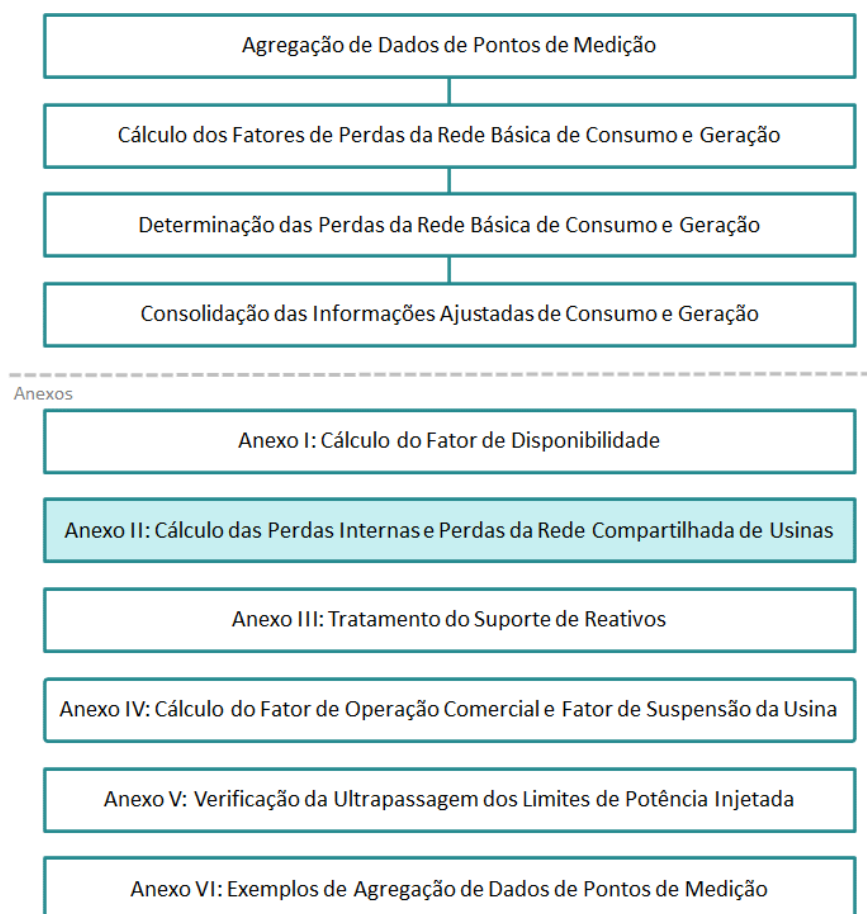 Agregação de Dados de Pontos de Medição
Cálculo dos Fatores de Perdas da Rede Básica de Consumo e Geração
Determinação das Perdas da Rede Básica de Consumo e Geração
Consolidação das Informações Ajustadas de Consumo e Geração
Anexos
Anexo I: Cálculo do Fator de Disponibilidade
Anexo II: Cálculo das Perdas Internas e Perdas da Rede Compartilhada de Usinas
Anexo III: Tratamento do Suporte de Reativos
Anexo IV: Cálculo do Fator de Operação Comercial e Fator de Suspensão da Usina
Anexo V: Verificação da Ultrapassagem dos Limites de Potência Injetada
Anexo VI: Exemplos de Agregação de Dados de Pontos de Medição